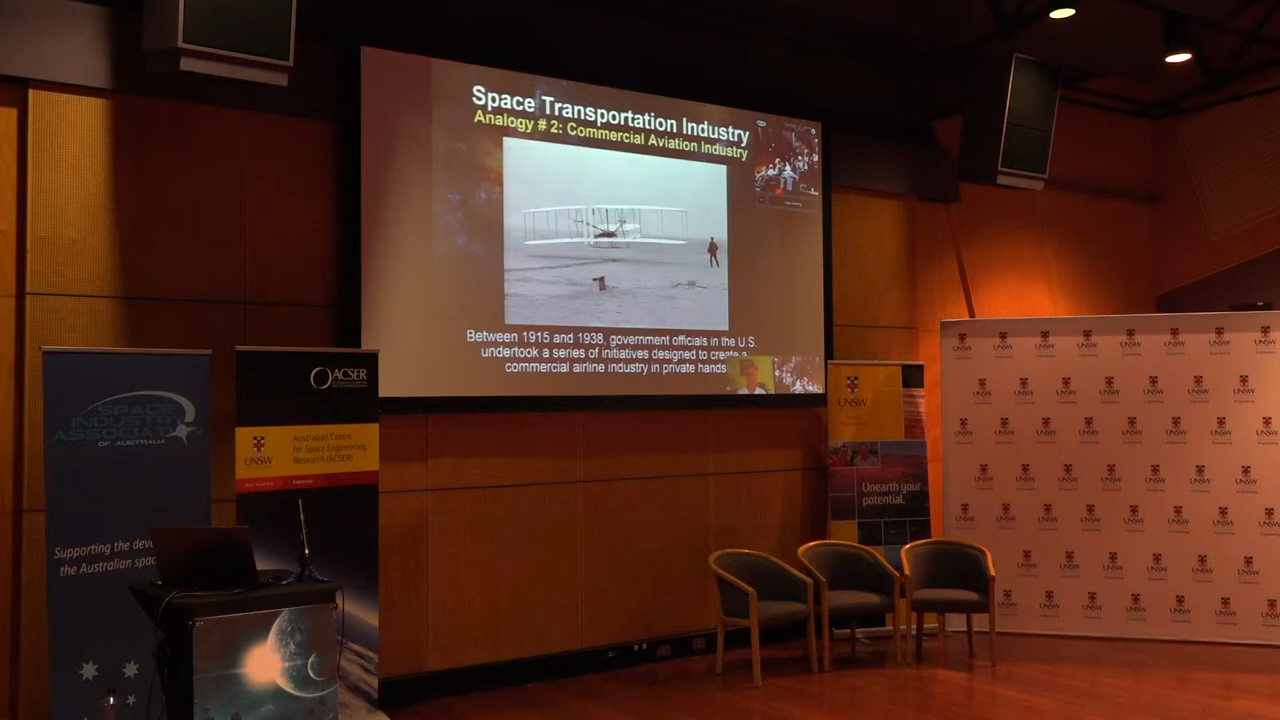 Space Transportation Industry
Analogy # 2: Commercial Aviation Industry
Between 1915 and 1938, government officials in the U.S.
undertook a series of initiatives designed to create a
commercial airline industry in private hands
SPACE
INDUSTRY
ASSOCIATION
OF AUSTRALIA
Supporting the deve
the Australian spac
ACSER
UNSW
Australian Centre
for Space Engineering
Research (ACSER)
UNSW
Unearth your
potential.
UNSW